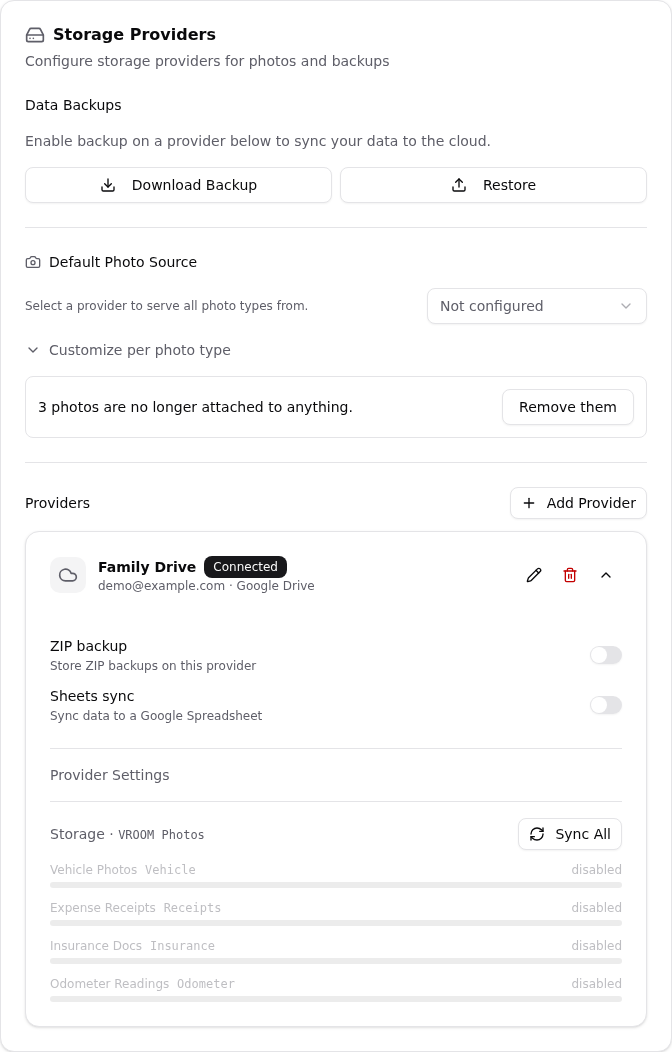 Storage Providers
Configure storage providers for photos and backups
Data Backups
Enable backup on a provider below to sync your data to the cloud.
Download Backup
Restore
Default Photo Source
Select a provider to serve all photo types from.
Not configured
Customize per photo type
3 photos are no longer attached to anything.
Remove them
Providers
Add Provider
Family Drive Connected
demo@example.com · Google Drive
ZIP backup
Store ZIP backups on this provider
Sheets sync
Sync data to a Google Spreadsheet
Provider Settings
Storage · VROOM Photos
Sync All
Vehicle Photos Vehicle disabled
Expense Receipts Receipts disabled
Insurance Docs Insurance disabled
Odometer Readings Odometer disabled